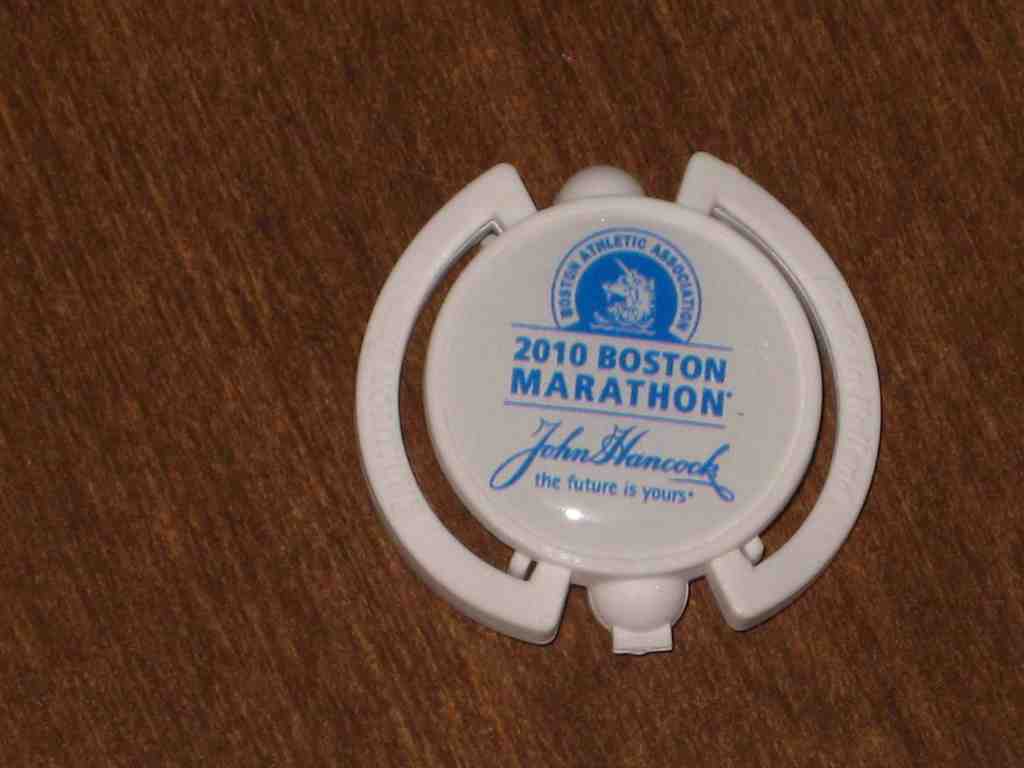 BOSTON ATHLETIC ASSOCIATION
2010 BOSTON
MARATHON
John Hancock
the future is yours